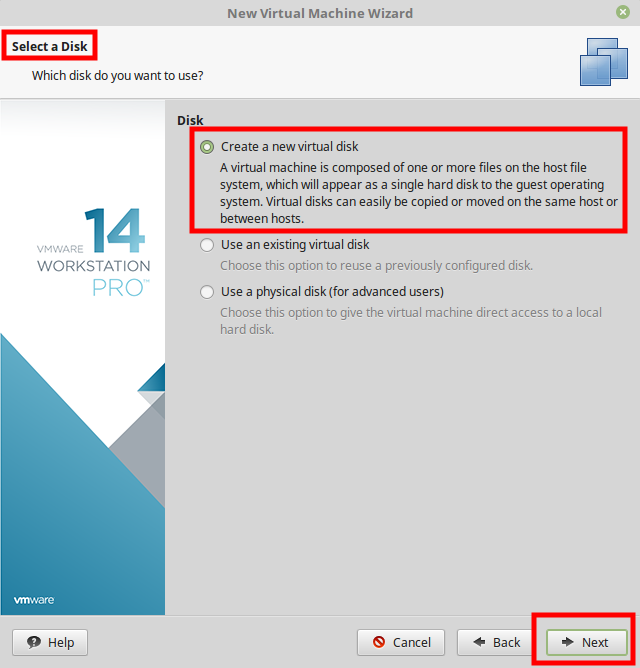 New Virtual Machine Wizard
Select a Disk
Which disk do you want to use?
Disk
Create a new virtual disk
A virtual machine is composed of one or more files on the host file
system, which will appear as a single hard disk to the guest operating
system. Virtual disks can easily be copied or moved on the same host or
between hosts.
Use an existing virtual disk
Choose this option to reuse a previously configured disk.
Use a physical disk (for advanced users)
Choose this option to give the virtual machine direct access to a local
hard disk.
VMWARE 14
WORKSTATION
PRO™
vmware
Help
Cancel
Back
Next